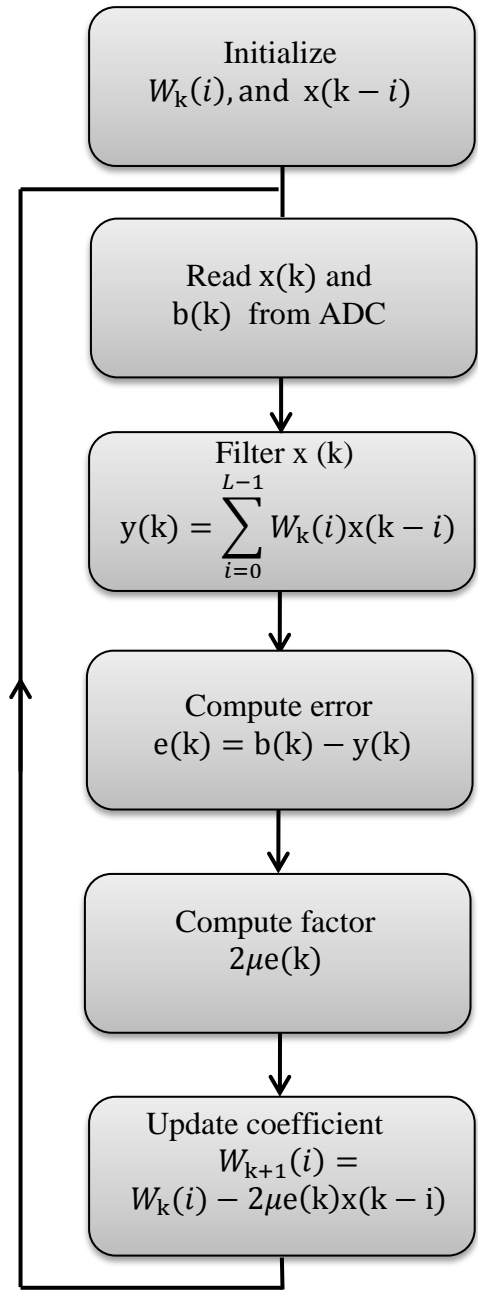 Initialize
W_k(i), and x(k − i)
Read x(k) and
b(k) from ADC
Filter x (k)
y(k) = ∑_{i=0}^{L−1} W_k(i)x(k − i)
Compute error
e(k) = b(k) − y(k)
Compute factor
2μe(k)
Update coefficient
W_{k+1}(i) =
W_k(i) − 2μe(k)x(k − i)